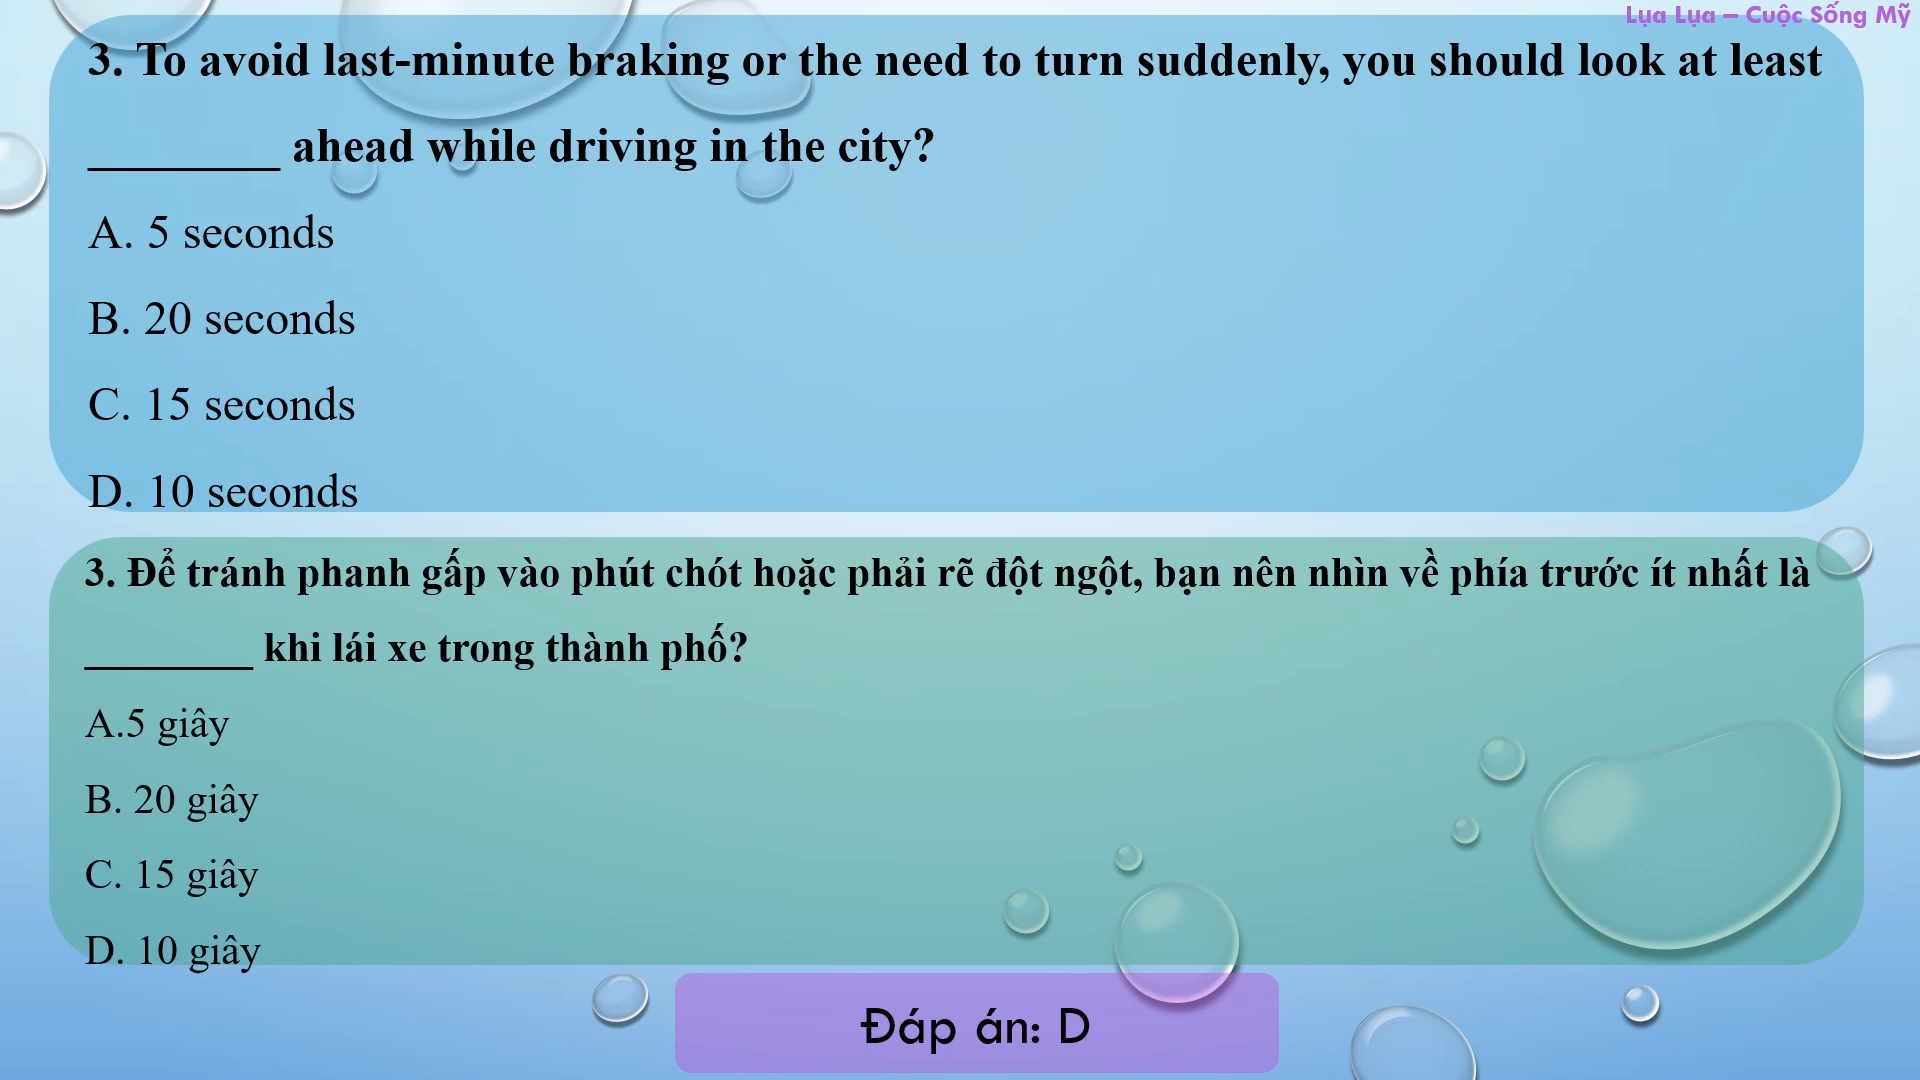 Lụa Lụa – Cuộc Sống Mỹ
3. To avoid last-minute braking or the need to turn suddenly, you should look at least
________ ahead while driving in the city?
A. 5 seconds
B. 20 seconds
C. 15 seconds
D. 10 seconds
3. Để tránh phanh gấp vào phút chót hoặc phải rẽ đột ngột, bạn nên nhìn về phía trước ít nhất là
________ khi lái xe trong thành phố?
A.5 giây
B. 20 giây
C. 15 giây
D. 10 giây
Đáp án: D